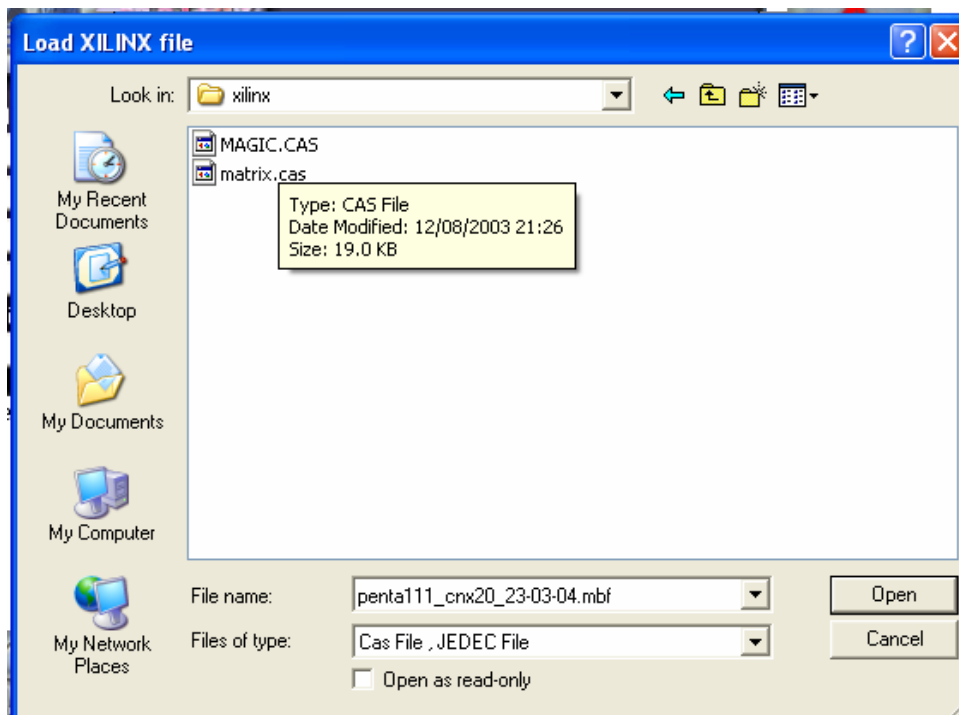 Load XILINX file
Look in:
xilinx
MAGIC.CAS
matrix.cas
Type: CAS File
Date Modified: 12/08/2003 21:26
Size: 19.0 KB
My Recent
Documents
Desktop
My Documents
My Computer
My Network
Places
File name:
penta111_cnx20_23-03-04.mbf
Open
Files of type:
Cas File , JEDEC File
Cancel
Open as read-only